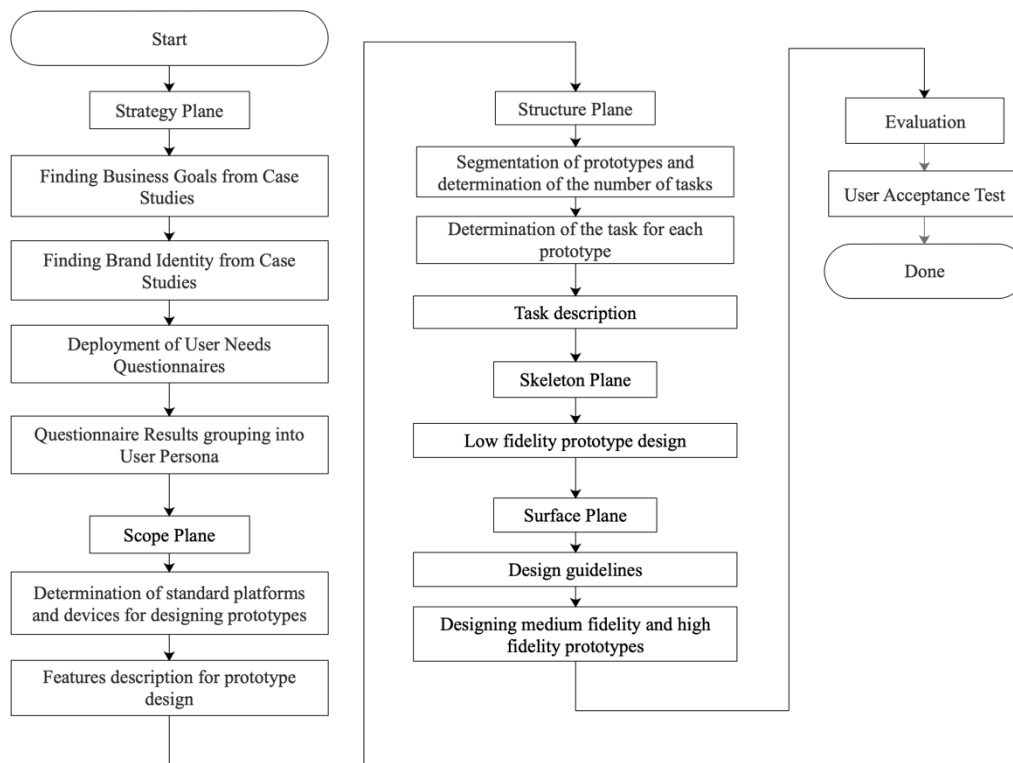 Start
Strategy Plane
Finding Business Goals from Case
Studies
Finding Brand Identity from Case
Studies
Deployment of User Needs
Questionnaires
Questionnaire Results grouping into
User Persona
Scope Plane
Determination of standard platforms
and devices for designing prototypes
Features description for prototype
design
Structure Plane
Segmentation of prototypes and
determination of the number of tasks
Determination of the task for each
prototype
Task description
Skeleton Plane
Low fidelity prototype design
Surface Plane
Design guidelines
Designing medium fidelity and high
fidelity prototypes
Evaluation
User Acceptance Test
Done